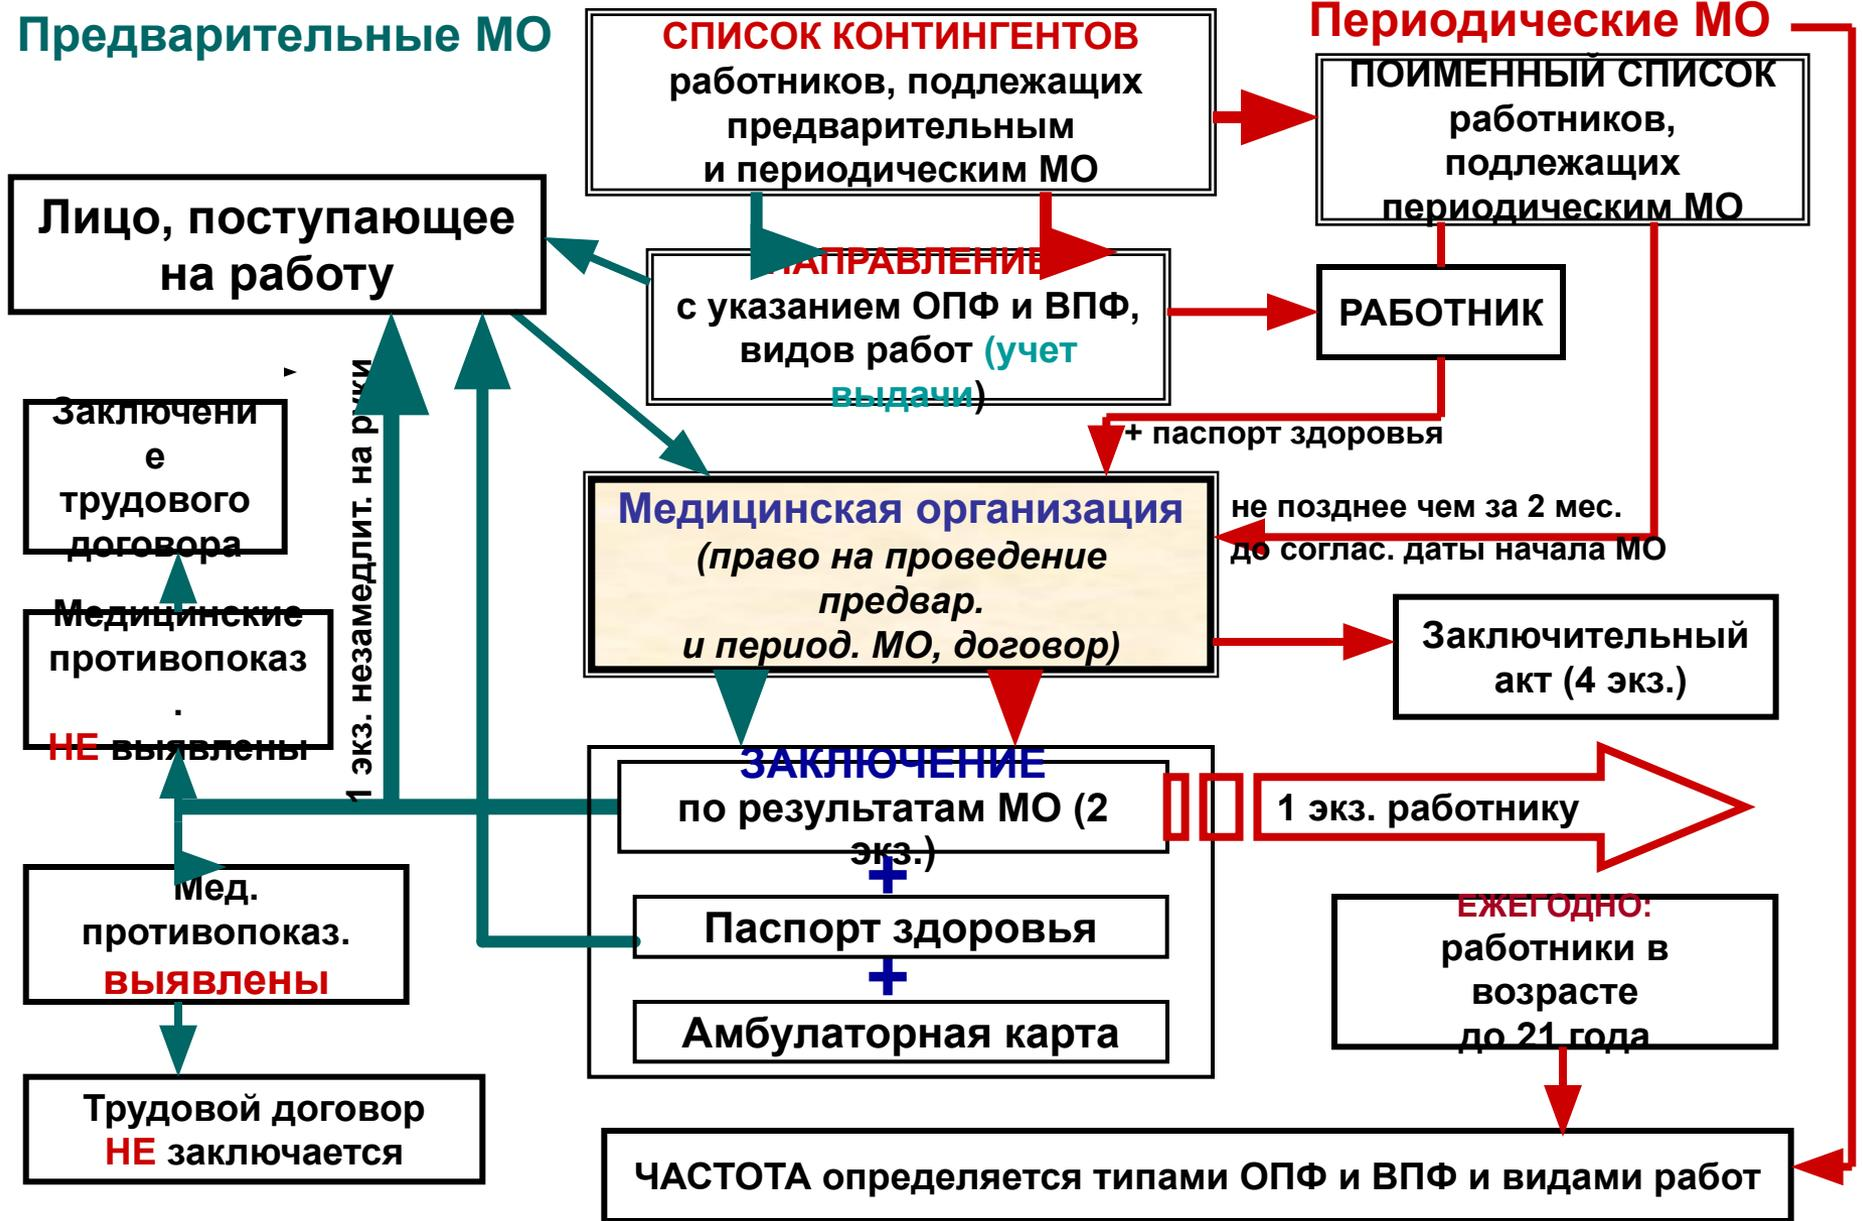 Предварительные МО
СПИСОК КОНТИНГЕНТОВ
работников, подлежащих
предварительным
и периодическим МО
Периодические МО
ПОИМЕННЫЙ СПИСОК
работников,
подлежащих
периодическим МО
Лицо, поступающее
на работу
НАПРАВЛЕНИЕ
с указанием ОПФ и ВПФ,
видов работ (учет
выдачи)
РАБОТНИК
+ паспорт здоровья
Заключени
е
трудового
договора
1 экз. незамедлит. на руки
Медицинская организация
(право на проведение
предвар.
и период. МО, договор)
не позднее чем за 2 мес.
до соглас. даты начала МО
Медицинские
противопоказ
.
НЕ выявлены
Заключительный
акт (4 экз.)
ЗАКЛЮЧЕНИЕ
по результатам МО (2
экз.)
+
Паспорт здоровья
+
Амбулаторная карта
1 экз. работнику
Мед.
противопоказ.
выявлены
ЕЖЕГОДНО:
работники в
возрасте
до 21 года
Трудовой договор
НЕ заключается
ЧАСТОТА определяется типами ОПФ и ВПФ и видами работ